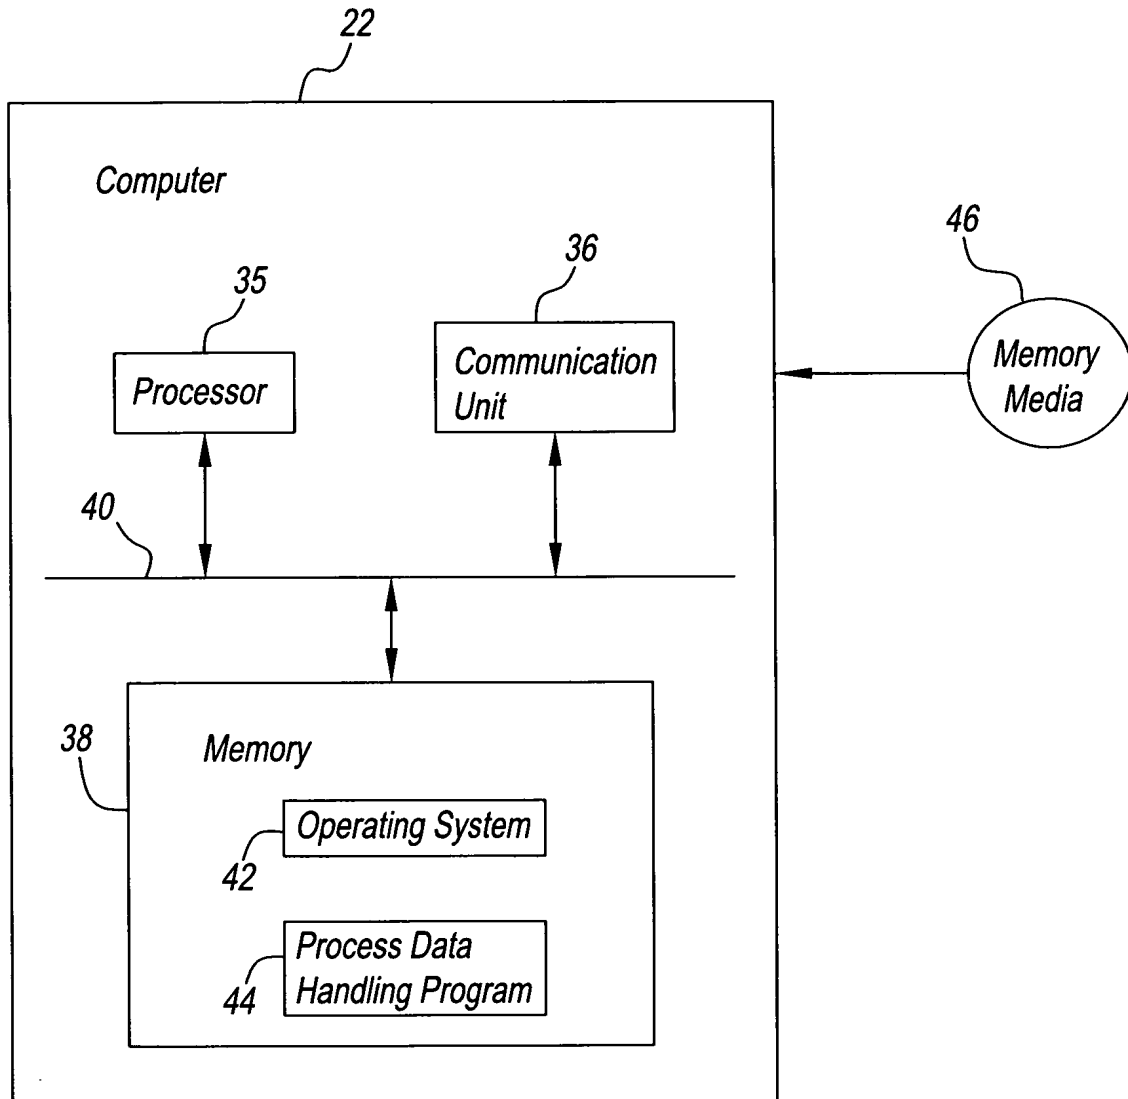 22
Computer
46
36
35
Memory
Media
Communication
Unit
Processor
40
38
Memory
Operating System
42
Process Data
Handling Program
44